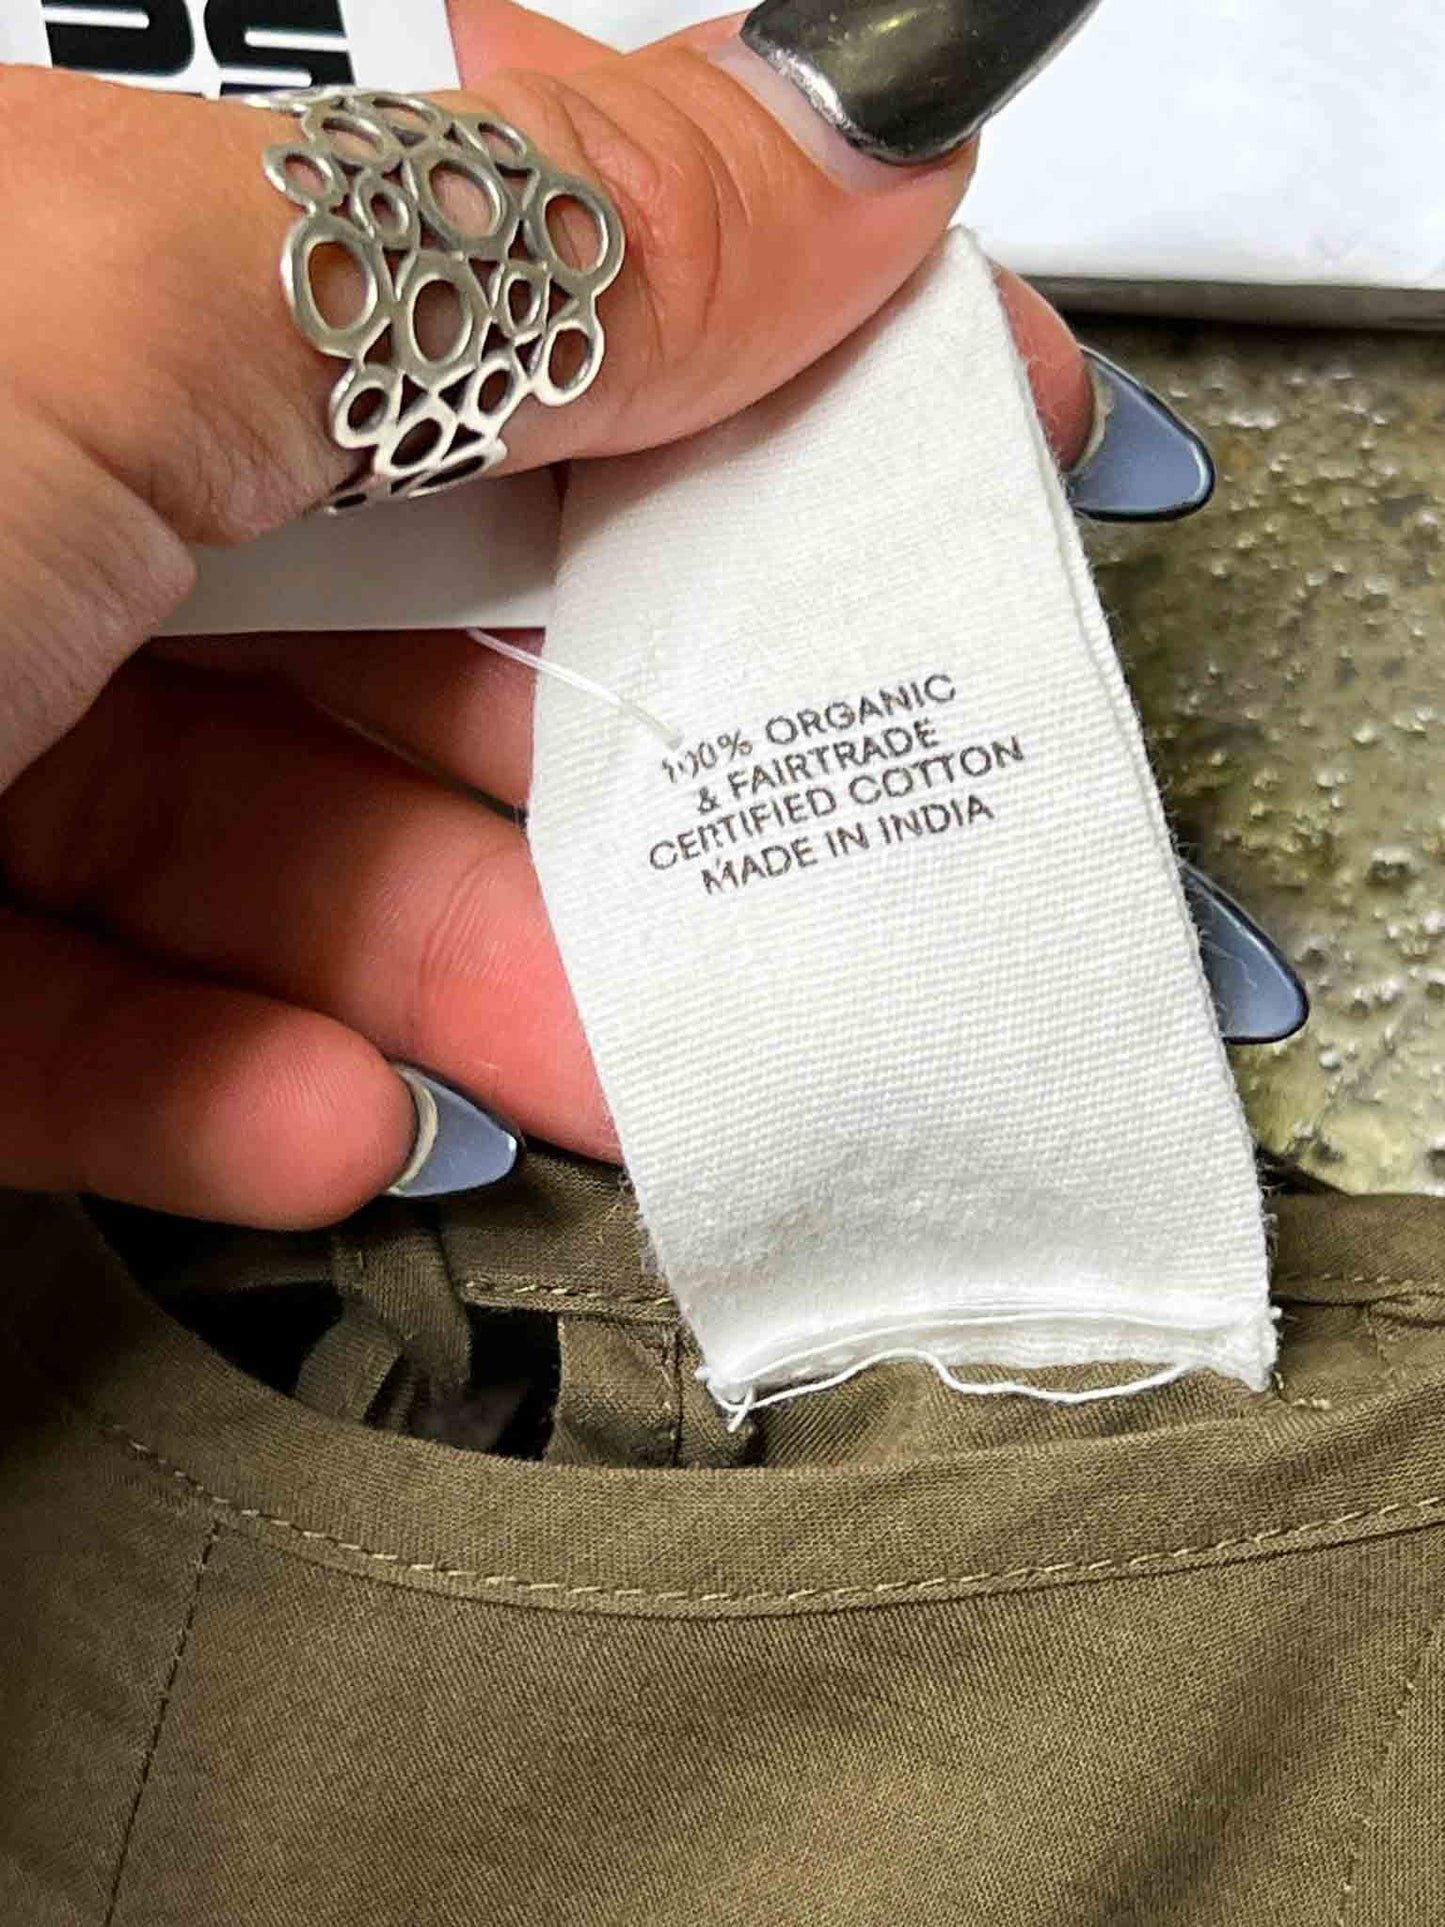 100% ORGANIC
& FAIRTRADE
CERTIFIED COTTON
MADE IN INDIA